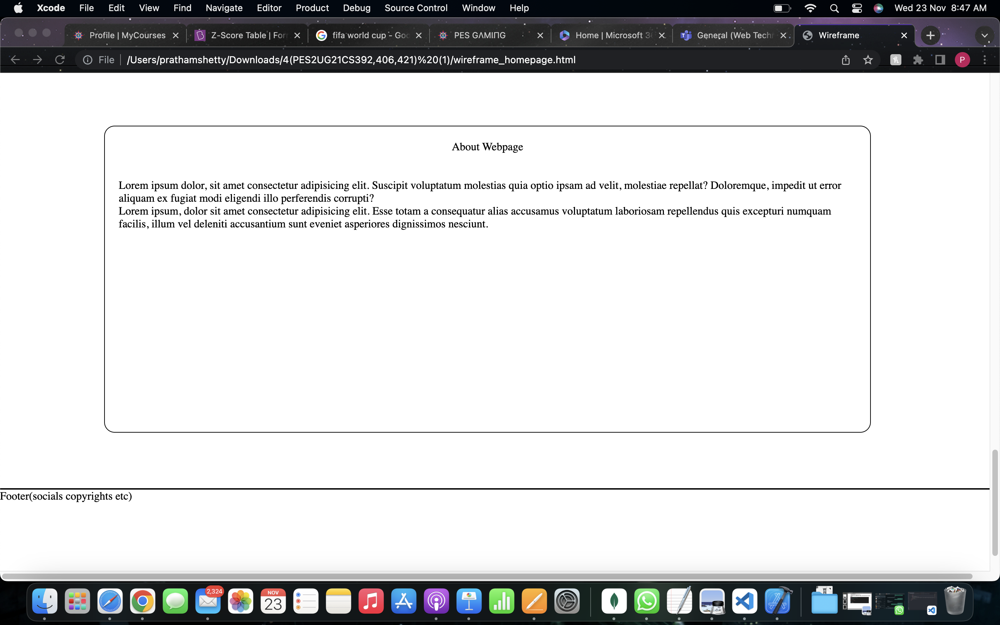 Xcode File Edit View Find Navigate Editor Product Debug Source Control Window Help Wed 23 Nov 8:47 AM
Profile | MyCourses Z-Score Table | For fifa world cup - Goo PES GΛMIПG Home | Microsoft 3 General (Web Tech Wireframe
File /Users/prathamshetty/Downloads/4(PES2UG21CS392,406,421)%20(1)/wireframe_homepage.html P
About Webpage
Lorem ipsum dolor, sit amet consectetur adipisicing elit. Suscipit voluptatum molestias quia optio ipsam ad velit, molestiae repellat? Doloremque, impedit ut error
aliquam ex fugiat modi eligendi illo perferendis corrupti?
Lorem ipsum, dolor sit amet consectetur adipisicing elit. Esse totam a consequatur alias accusamus voluptatum laboriosam repellendus quis excepturi numquam
facilis, illum vel deleniti accusantium sunt eveniet asperiores dignissimos nesciunt.
Footer(socials copyrights etc)
2,324
NOV
23